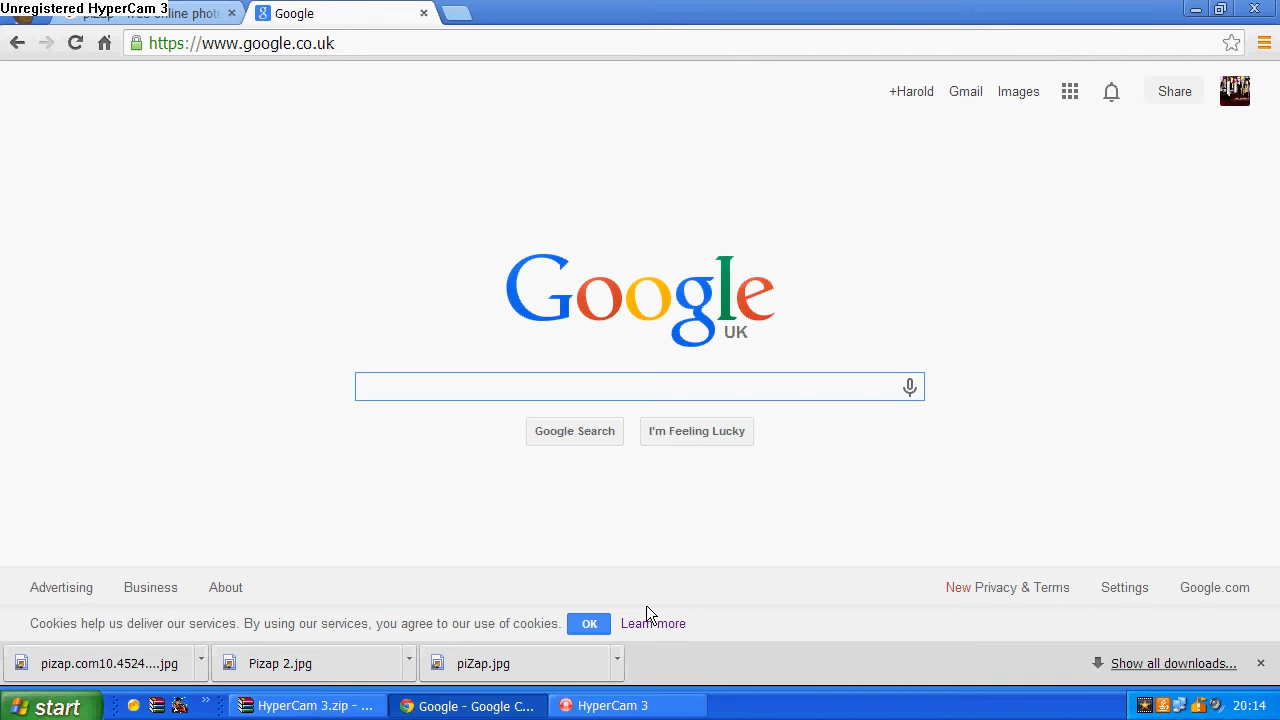 Unregistered HyperCam 3
free online phot
Google
https://www.google.co.uk
+Harold Gmail Images Share
Google
UK
Google Search I'm Feeling Lucky
Advertising Business About New Privacy & Terms Settings Google.com
Cookies help us deliver our services. By using our services, you agree to our use of cookies. OK Learn more
pizap.com10.4524....jpg Pizap 2.jpg piZap.jpg Show all downloads...
start HyperCam 3.zip - ... Google - Google C... HyperCam 3 20:14